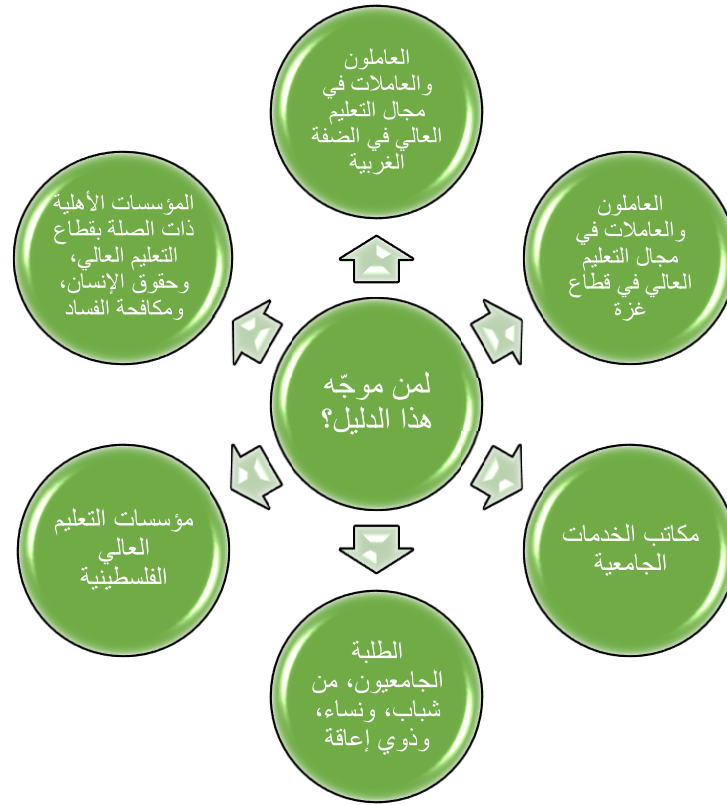 العاملون
والعاملات في
مجال التعليم
العالي في الضفة
الغربية
العاملون
والعاملات في
مجال التعليم
العالي في قطاع
غزة
المؤسسات الأهلية
ذات الصلة بقطاع
التعليم العالي،
وحقوق الإنسان،
ومكافحة الفساد
لمن موجّه
هذا الدليل؟
مكاتب الخدمات
الجامعية
مؤسسات التعليم
العالي
الفلسطينية
الطلبة
الجامعيون، من
شباب، ونساء،
وذوي إعاقة